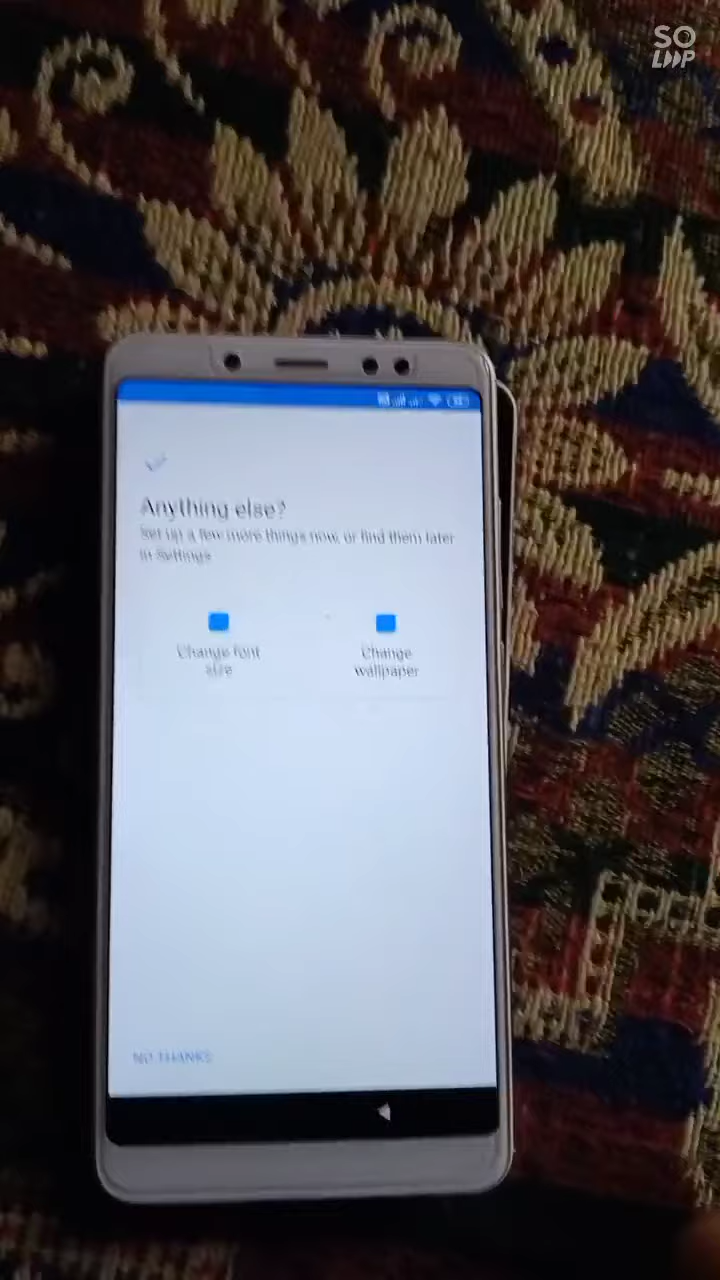 SO
LOOP
Anything else?
Set up a few more things now, or find them later
in Settings
Change font
size
Change
wallpaper
NO THANKS